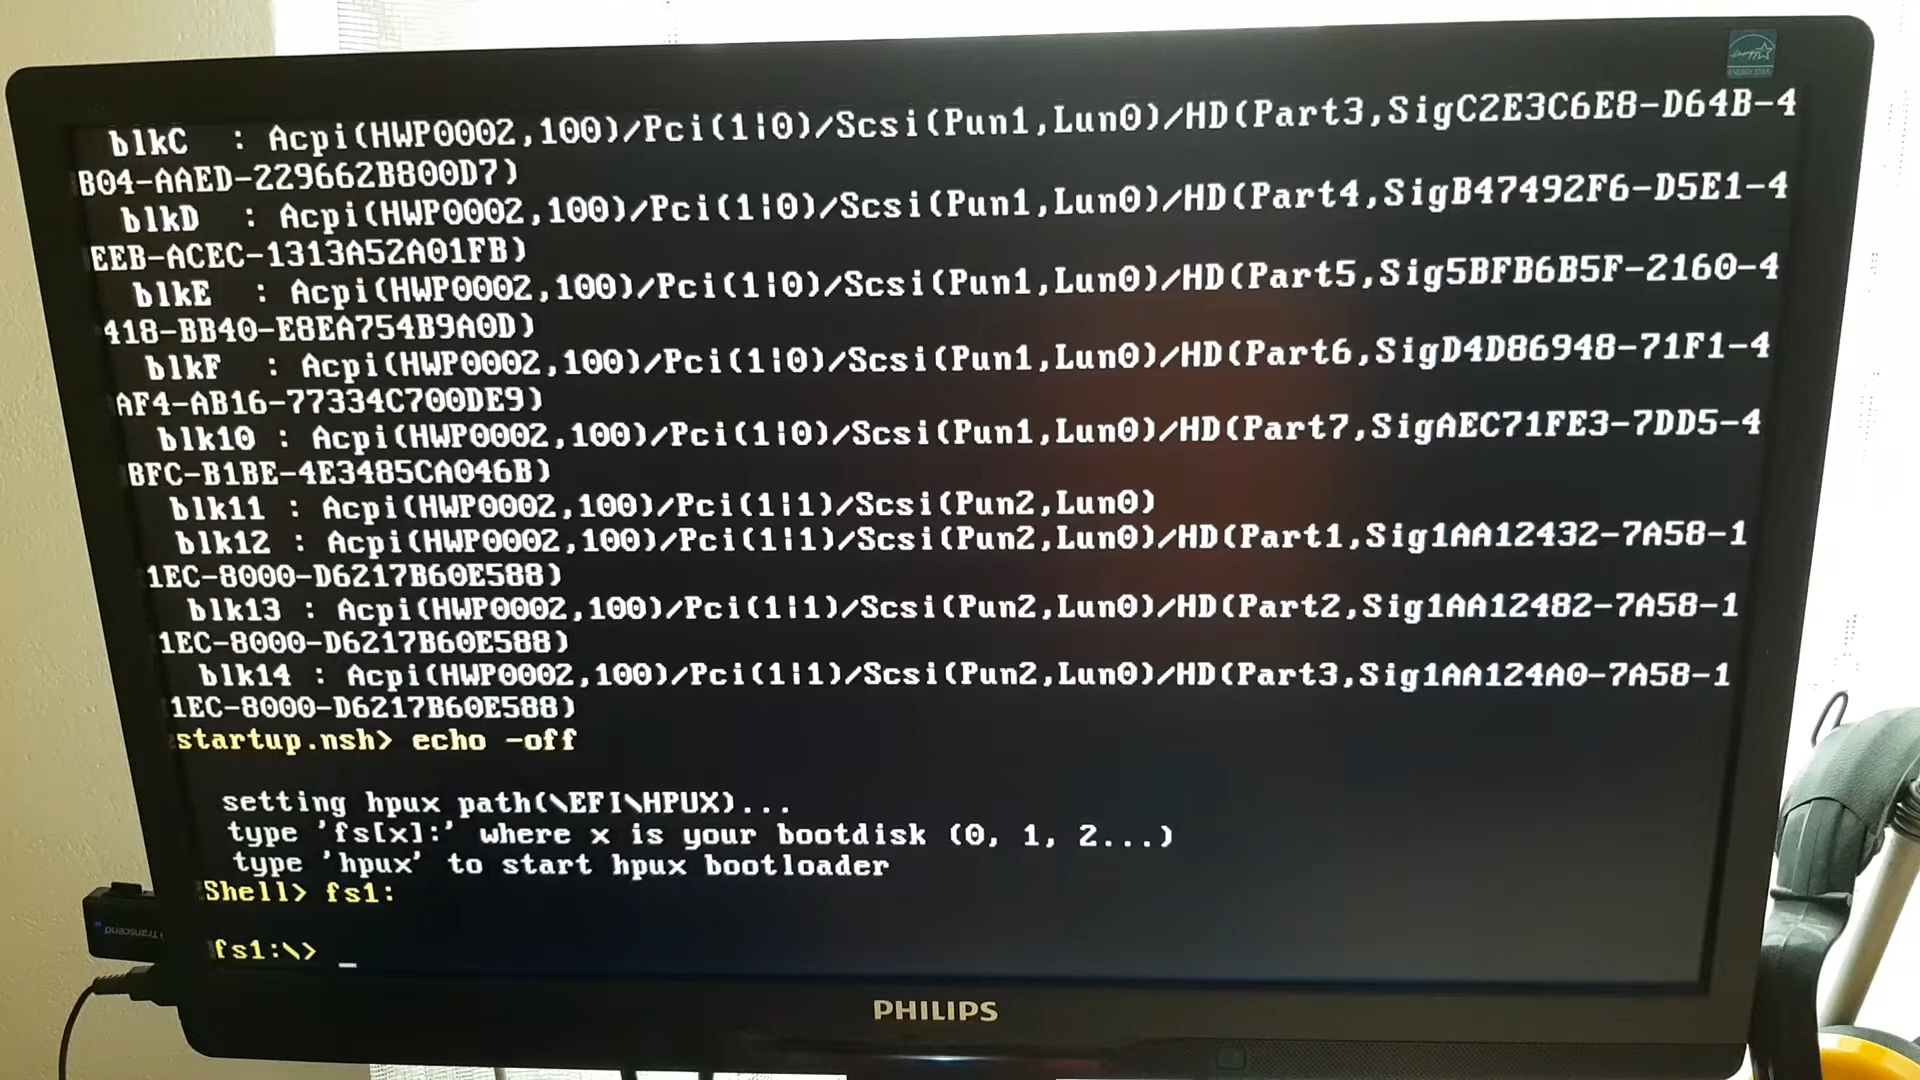 energy
ENERGY STAR
blkC : Acpi(HWP0002,100)/Pci(1|0)/Scsi(Pun1,Lun0)/HD(Part3,SigC2E3C6E8-D64B-4
B04-AAED-229662B800D7)
blkD : Acpi(HWP0002,100)/Pci(1|0)/Scsi(Pun1,Lun0)/HD(Part4,SigB47492F6-D5E1-4
EEB-ACEC-1313A52A01FB)
blkE : Acpi(HWP0002,100)/Pci(1|0)/Scsi(Pun1,Lun0)/HD(Part5,Sig5BFB6B5F-2160-4
418-BB40-E8EA754B9A0D)
blkF : Acpi(HWP0002,100)/Pci(1|0)/Scsi(Pun1,Lun0)/HD(Part6,SigD4D86948-71F1-4
AF4-AB16-77334C700DE9)
blk10 : Acpi(HWP0002,100)/Pci(1|0)/Scsi(Pun1,Lun0)/HD(Part7,SigAEC71FE3-7DD5-4
BFC-B1BE-4E3485CA046B)
blk11 : Acpi(HWP0002,100)/Pci(1|1)/Scsi(Pun2,Lun0)
blk12 : Acpi(HWP0002,100)/Pci(1|1)/Scsi(Pun2,Lun0)/HD(Part1,Sig1AA12432-7A58-1
1EC-8000-D6217B60E588)
blk13 : Acpi(HWP0002,100)/Pci(1|1)/Scsi(Pun2,Lun0)/HD(Part2,Sig1AA12482-7A58-1
1EC-8000-D6217B60E588)
blk14 : Acpi(HWP0002,100)/Pci(1|1)/Scsi(Pun2,Lun0)/HD(Part3,Sig1AA124A0-7A58-1
1EC-8000-D6217B60E588)
startup.nsh> echo -off
setting hpux path(\EFI\HPUX)...
type 'fs[x]:' where x is your bootdisk (0, 1, 2...)
type 'hpux' to start hpux bootloader
Shell> fs1:
fs1:\> _
Transcend
PHILIPS